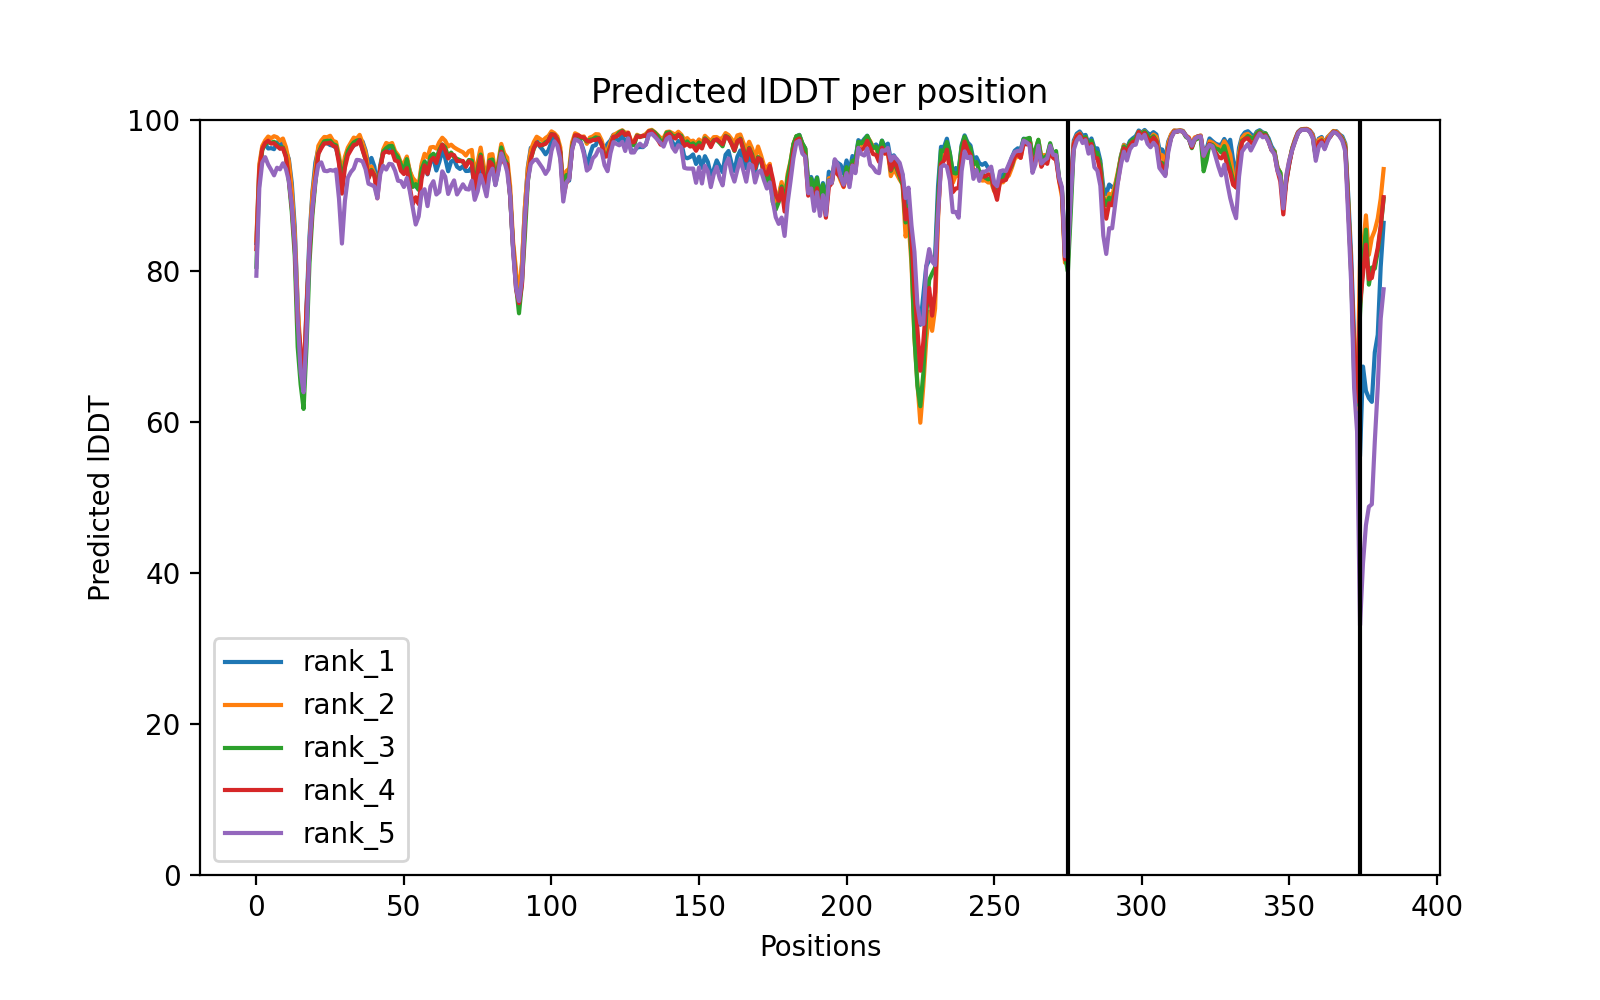 Predicted lDDT per position
100
80
60
40
20
0
Predicted lDDT
rank_1
rank_2
rank_3
rank_4
rank_5
0 50 100 150 200 250 300 350 400
Positions